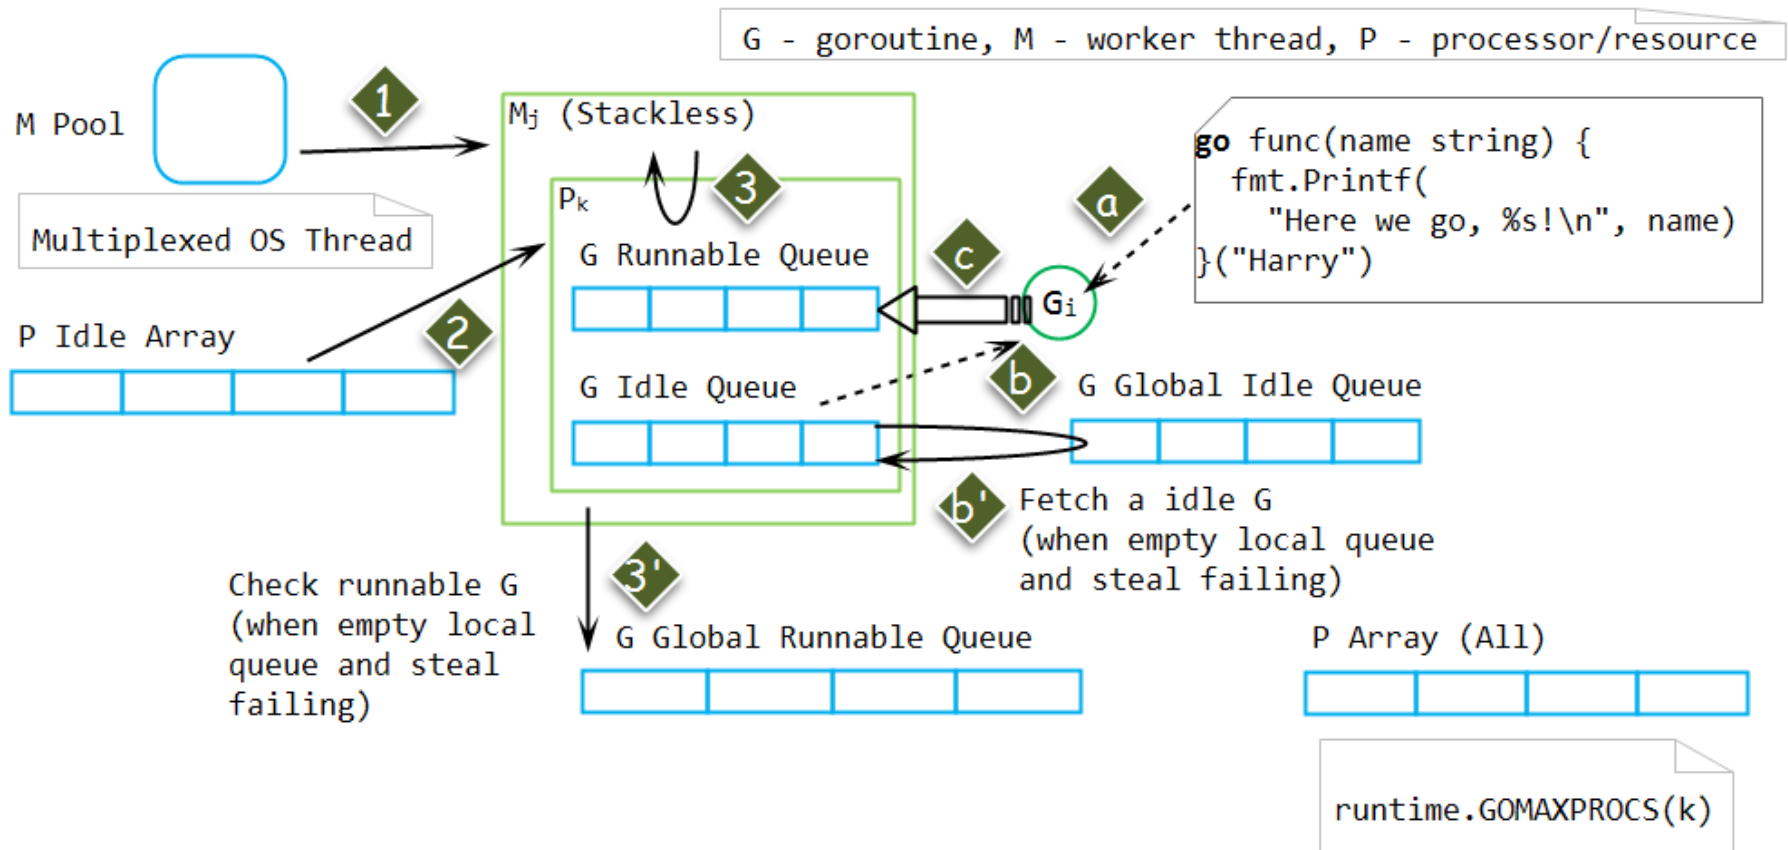 G - goroutine, M - worker thread, P - processor/resource
M Pool
1
Multiplexed OS Thread
P Idle Array
2
Mj (Stackless)
3
Pk
G Runnable Queue
G Idle Queue
a
go func(name string) {
fmt.Printf(
"Here we go, %s!\n", name)
}("Harry")
c
Gi
b
G Global Idle Queue
b'
Fetch a idle G
(when empty local queue
and steal failing)
3'
Check runnable G
(when empty local
queue and steal
failing)
G Global Runnable Queue
P Array (All)
runtime.GOMAXPROCS(k)